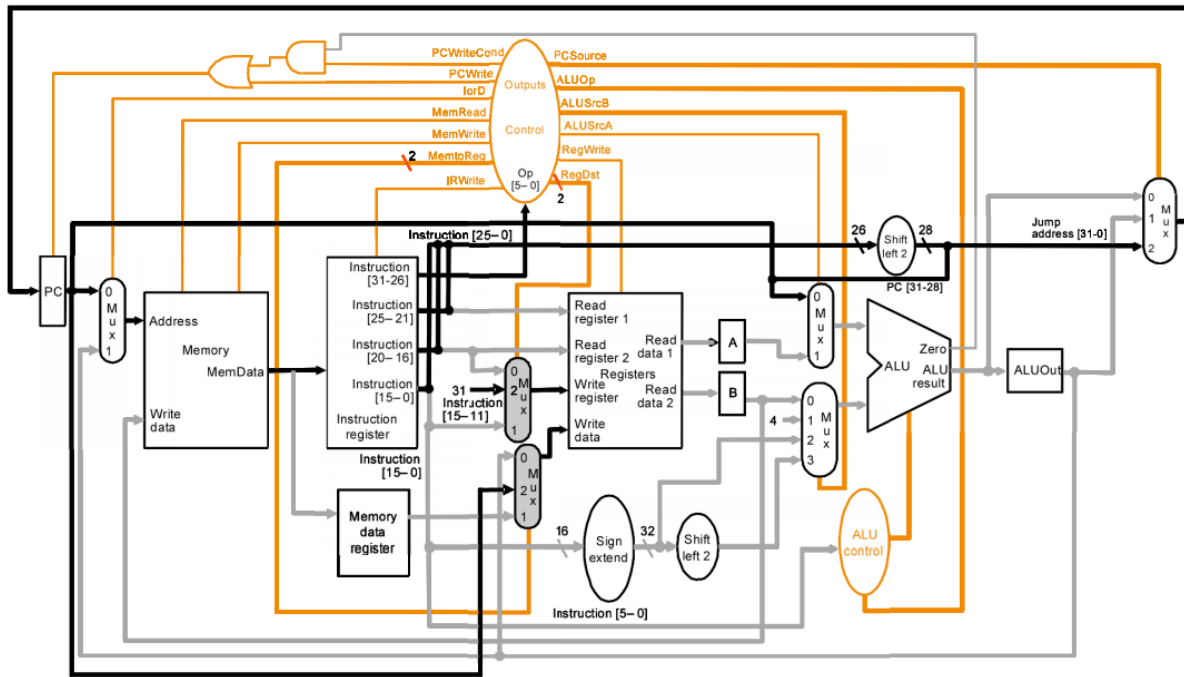 PCWriteCond
PCSource
PCWrite
ALUOp
IorD
Outputs
ALUSrcB
MemRead
ALUSrcA
MemWrite
Control
RegWrite
MemtoReg
2
Op
[5–0]
RegDst
2
IRWrite
Instruction [25–0]
26
Shift
left 2
28
Jump
address [31-0]
0
1
2
M
u
x
PC [31-28]
PC
0
M
u
x
1
Address
Memory
MemData
Write
data
Instruction
[31-26]
Instruction
[25–21]
Instruction
[20–16]
Instruction
[15–0]
Instruction
register
Instruction
[15–0]
31
Instruction
[15–11]
0
2
1
M
u
x
0
2
1
M
u
x
Read
register 1
Read
register 2
Registers
Write
register
Write
data
Read
data 1
Read
data 2
A
B
0
M
u
x
1
4
0
1
2
3
M
u
x
Zero
ALU
ALU
result
ALUOut
Memory
data
register
16
Sign
extend
32
Shift
left 2
ALU
control
Instruction [5–0]